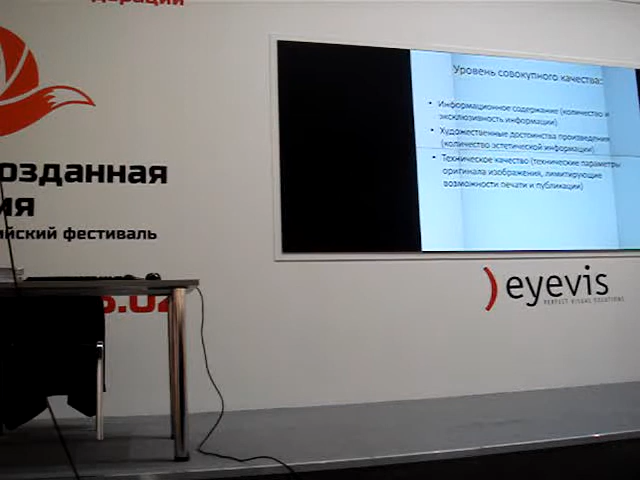 дерации
озданная
ия
йский фестиваль
Уровень совокупного качества:
• Информационное содержание (количество и
эксклюзивность информации)
• Художественные достоинства произведения
(количество эстетической информации)
• Техническое качество (технические параметры
оригинала изображения, лимитирующие
возможности печати и публикации)
eyevis
PERFECT VISUAL SOLUTIONS